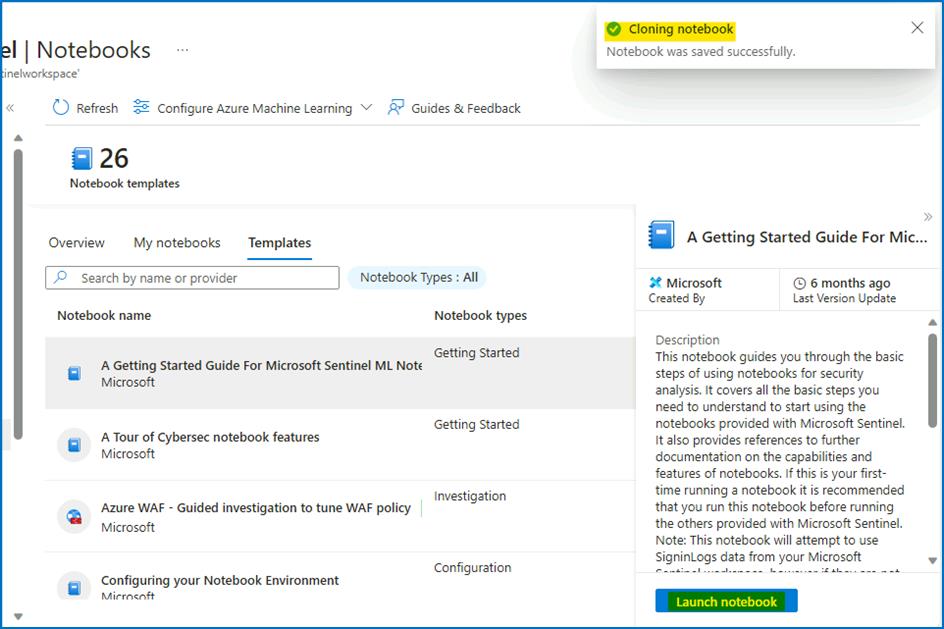 Cloning notebook
Notebook was saved successfully.
el | Notebooks ...
tinelworkspace'
« Refresh Configure Azure Machine Learning Guides & Feedback
26
Notebook templates
Overview My notebooks Templates
Search by name or provider
Notebook Types : All
Notebook name Notebook types
A Getting Started Guide For Microsoft Sentinel ML Note
Microsoft
Getting Started
A Tour of Cybersec notebook features
Microsoft
Getting Started
Azure WAF - Guided investigation to tune WAF policy
Microsoft
Investigation
Configuring your Notebook Environment
Microsoft
Configuration
»
A Getting Started Guide For Mic...
Microsoft
Created By
6 months ago
Last Version Update
Description
This notebook guides you through the basic
steps of using notebooks for security
analysis. It covers all the basic steps you
need to understand to start using the
notebooks provided with Microsoft Sentinel.
It also provides references to further
documentation on the capabilities and
features of notebooks. If this is your first-
time running a notebook it is recommended
that you run this notebook before running
the others provided with Microsoft Sentinel.
Note: This notebook will attempt to use
SigninLogs data from your Microsoft
Sentinel workspace, however if they are not
Launch notebook